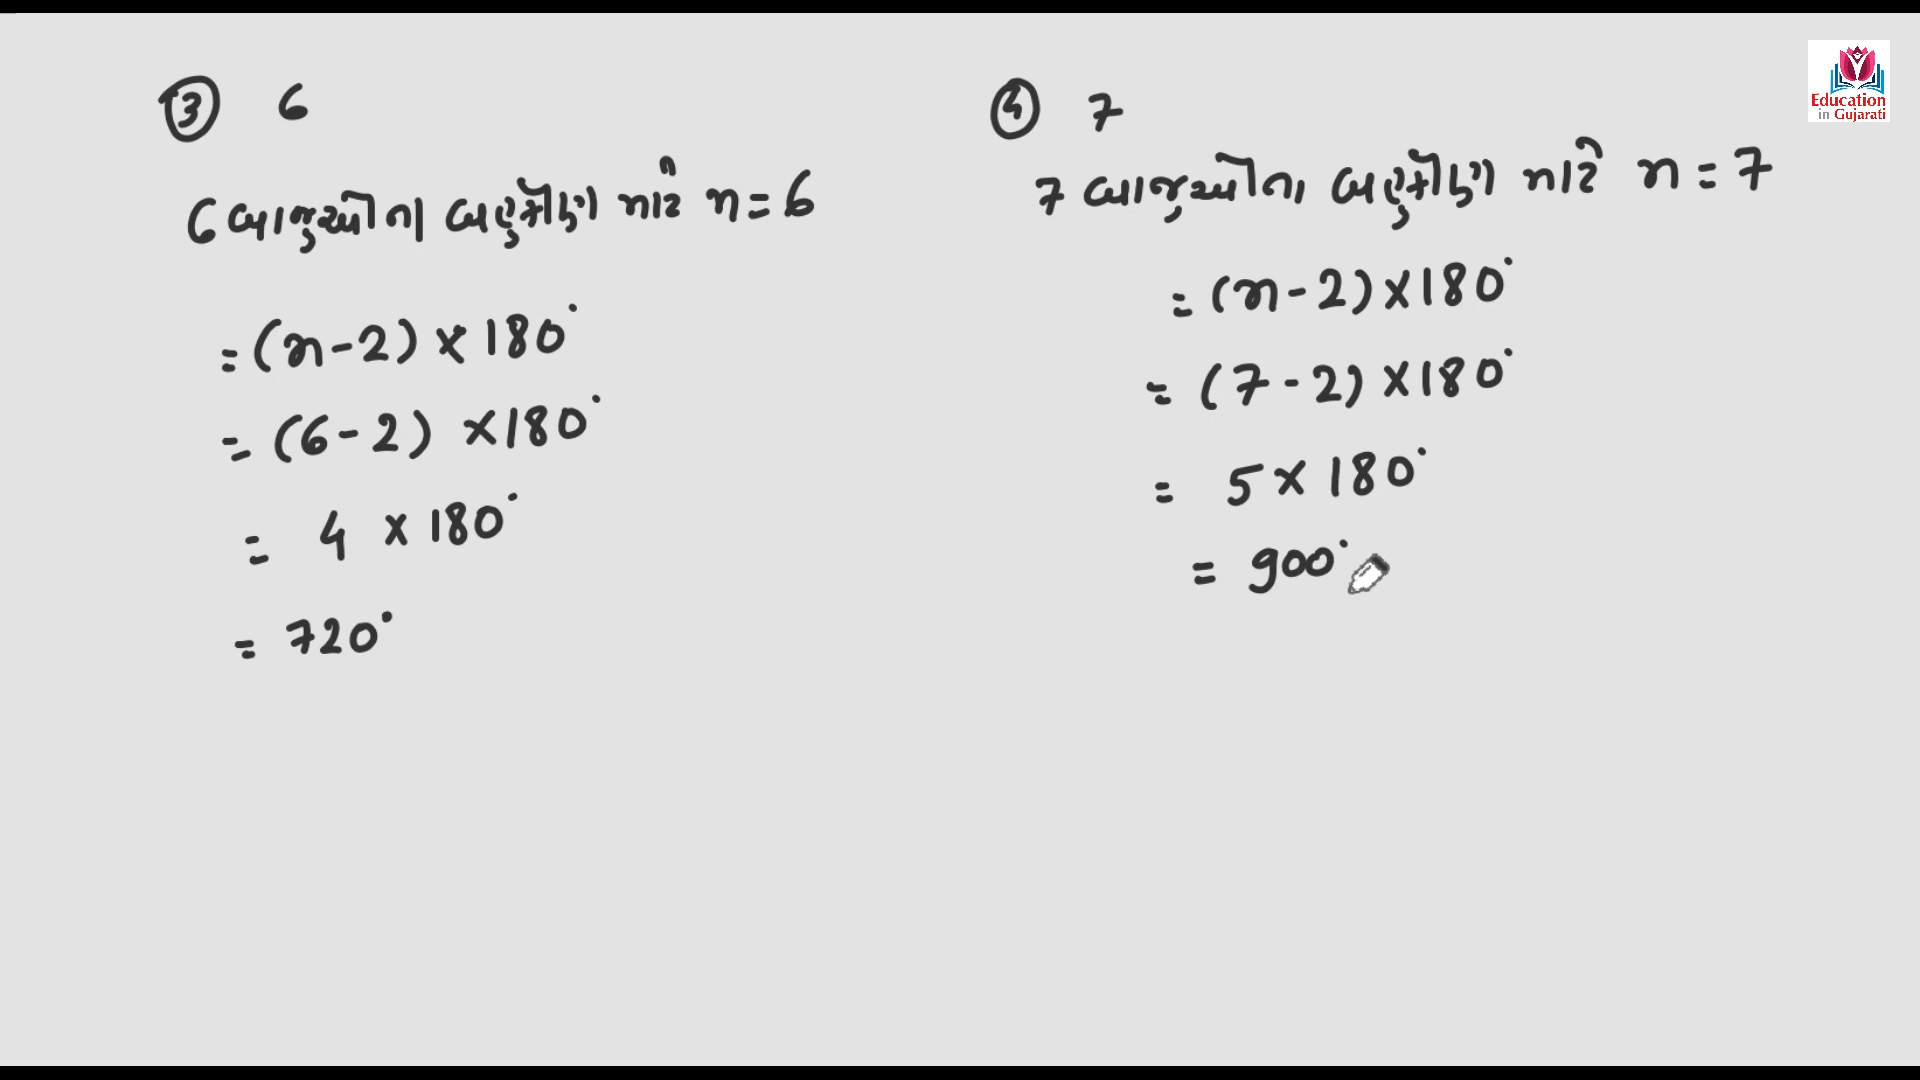 ③ 6
6 બાજુઓના બહુકોણ માટે n = 6
= (n - 2) × 180°
= (6 - 2) × 180°
= 4 × 180°
= 720°
④ 7
7 બાજુઓના બહુકોણ માટે n = 7
= (n - 2) × 180°
= (7 - 2) × 180°
= 5 × 180°
= 900°
Education
in Gujarati